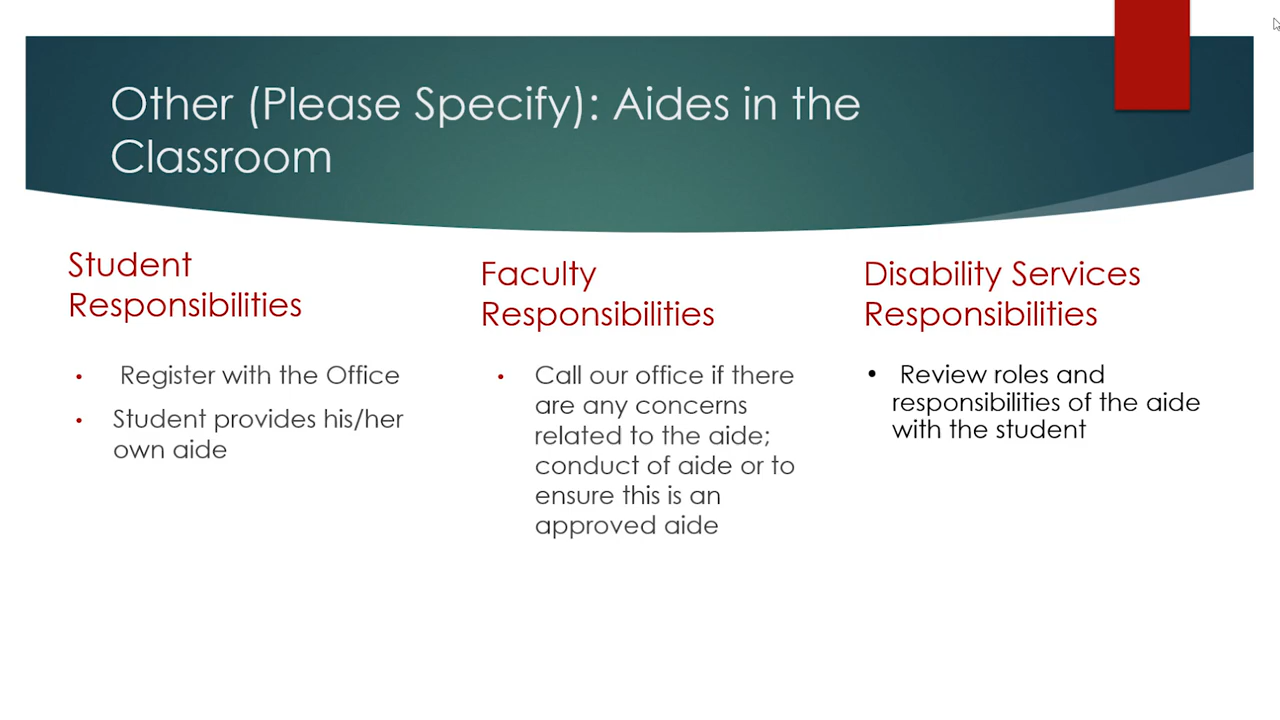 Other (Please Specify): Aides in the
Classroom
Student
Responsibilities
• Register with the Office
• Student provides his/her
own aide
Faculty
Responsibilities
• Call our office if there
are any concerns
related to the aide;
conduct of aide or to
ensure this is an
approved aide
Disability Services
Responsibilities
• Review roles and
responsibilities of the aide
with the student